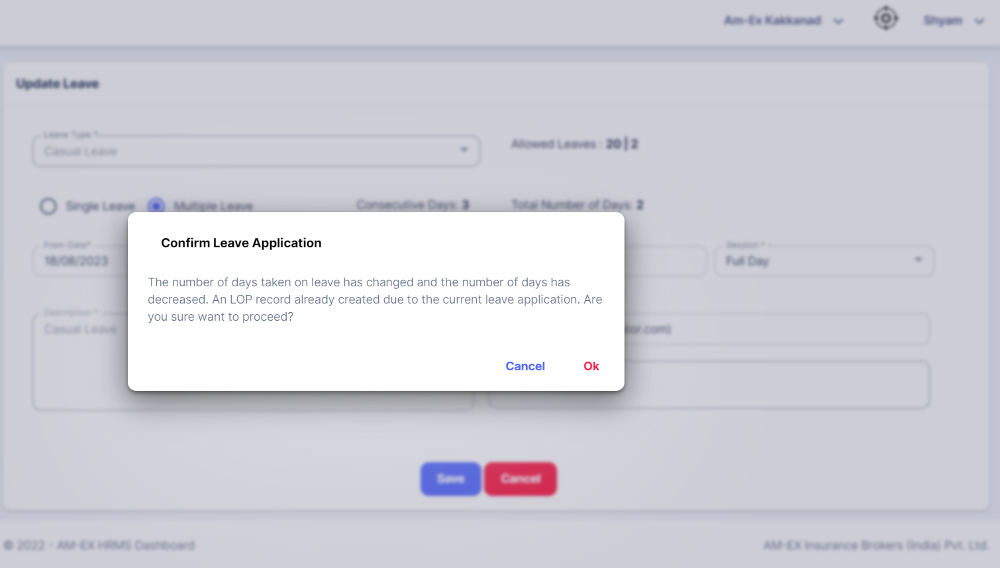 Am-Ex Kakkanad
Shyam
Update Leave
Leave Type *
Casual Leave
Allowed Leaves : 20 | 2
Single Leave
Multiple Leave
Consecutive Days: 3
Total Number of Days: 2
From Date*
18/08/2023
Session *
Full Day
Confirm Leave Application
The number of days taken on leave has changed and the number of days has
decreased. An LOP record already created due to the current leave application. Are
you sure want to proceed?
Cancel
Ok
Description *
Casual Leave
tor.com)
Save
Cancel
© 2022 - AM-EX HRMS Dashboard
AM-EX Insurance Brokers (India) Pvt. Ltd.